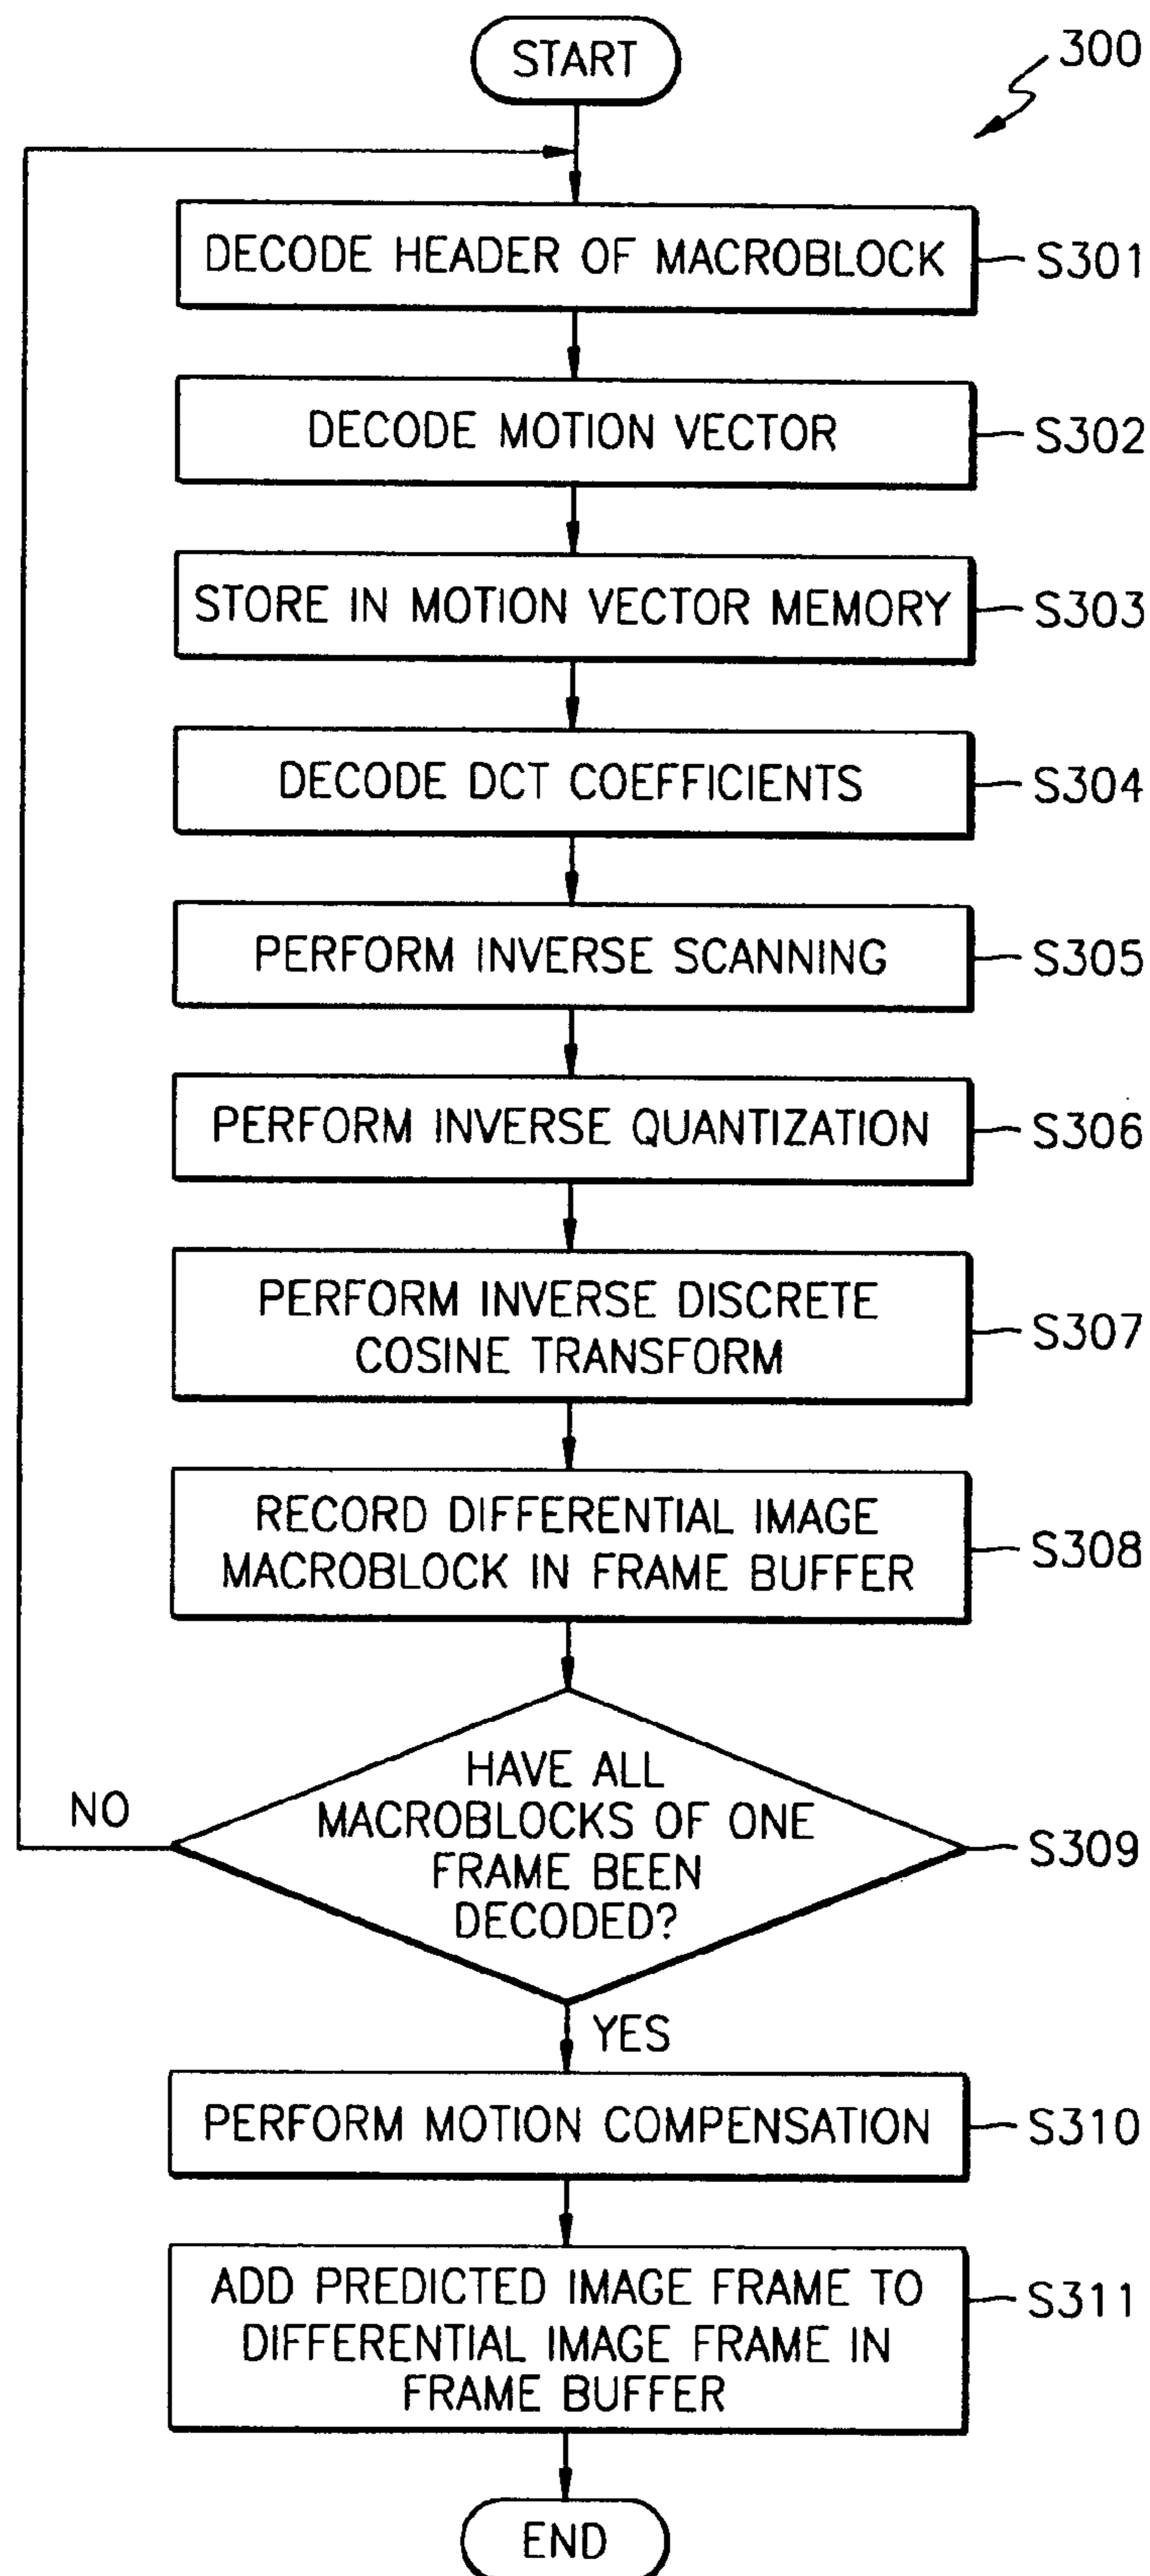 START
300
DECODE HEADER OF MACROBLOCK
S301
DECODE MOTION VECTOR
S302
STORE IN MOTION VECTOR MEMORY
S303
DECODE DCT COEFFICIENTS
S304
PERFORM INVERSE SCANNING
S305
PERFORM INVERSE QUANTIZATION
S306
PERFORM INVERSE DISCRETE
COSINE TRANSFORM
S307
RECORD DIFFERENTIAL IMAGE
MACROBLOCK IN FRAME BUFFER
S308
HAVE ALL
MACROBLOCKS OF ONE
FRAME BEEN
DECODED?
S309
NO
YES
PERFORM MOTION COMPENSATION
S310
ADD PREDICTED IMAGE FRAME TO
DIFFERENTIAL IMAGE FRAME IN
FRAME BUFFER
S311
END